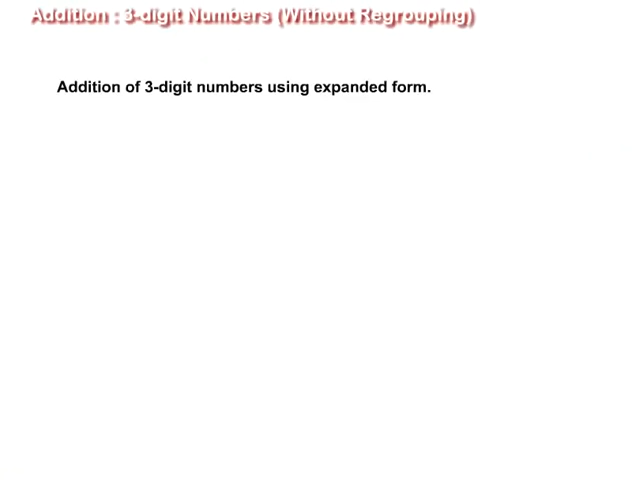 Addition : 3-digit Numbers (Without Regrouping)
Addition of 3-digit numbers using expanded form.